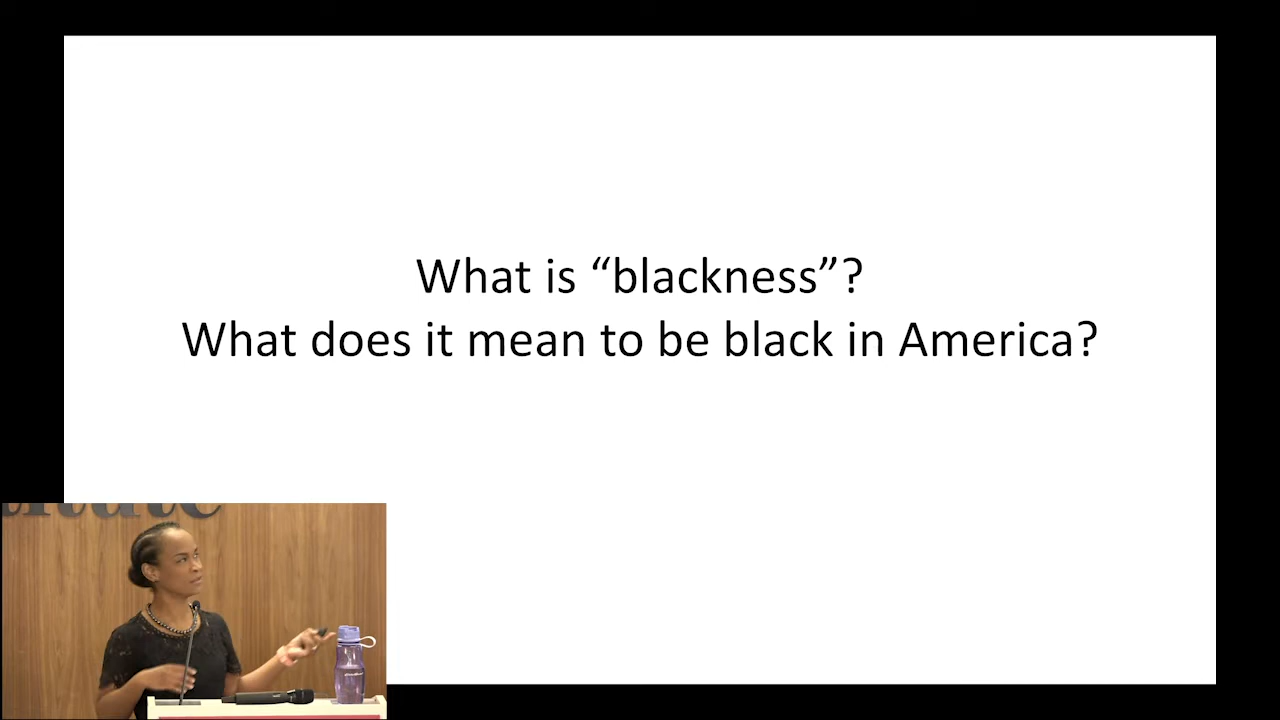 What is “blackness”?
What does it mean to be black in America?